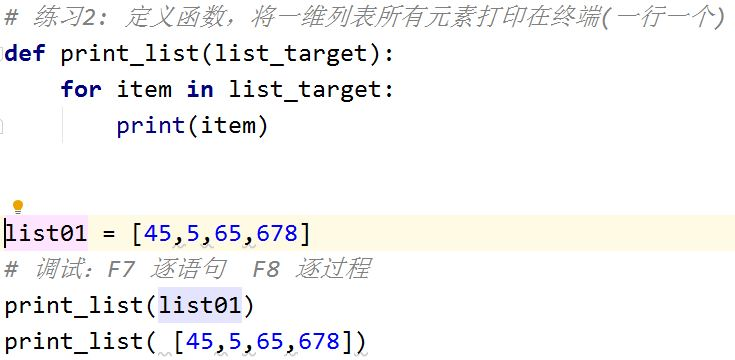 # 练习2: 定义函数，将一维列表所有元素打印在终端(一行一个)
def print_list(list_target):
    for item in list_target:
        print(item)
list01 = [45,5,65,678]
# 调试：F7 逐语句  F8 逐过程
print_list(list01)
print_list( [45,5,65,678])